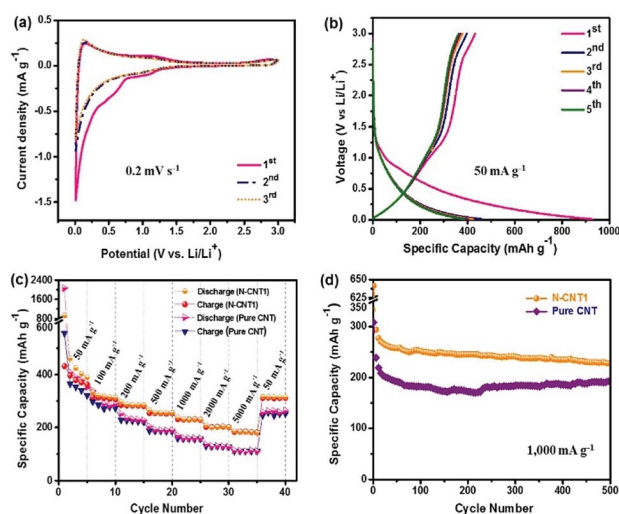 (a)
Current density (mA g⁻¹)
0.5
0.0
-0.5
-1.0
-1.5
0.2 mV s⁻¹
1st
2nd
3rd
0.0 0.5 1.0 1.5 2.0 2.5 3.0
Potential (V vs. Li/Li⁺)
(b)
Voltage (V vs Li/Li⁺)
3.5
3.0
2.5
2.0
1.5
1.0
0.5
0.0
1st
2nd
3rd
4th
5th
50 mA g⁻¹
0 200 400 600 800 1000
Specific Capacity (mAh g⁻¹)
(c)
Specific Capacity (mAh g⁻¹)
2400
2000
1600
1200
800
600
400
200
0
Discharge (N-CNT1)
Charge (N-CNT1)
Discharge (Pure CNT)
Charge (Pure CNT)
50 mA g⁻¹
100 mA g⁻¹
200 mA g⁻¹
500 mA g⁻¹
1000 mA g⁻¹
2000 mA g⁻¹
5000 mA g⁻¹
50 mA g⁻¹
0 10 20 30 40
Cycle Number
(d)
Specific Capacity (mAh g⁻¹)
650
625
300
200
100
0
N-CNT1
Pure CNT
1,000 mA g⁻¹
0 100 200 300 400 500
Cycle Number